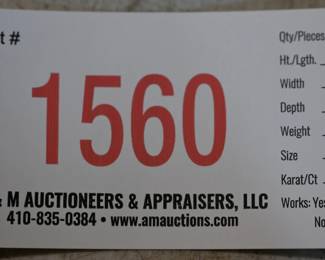 t #
1560
M AUCTIONEERS & APPRAISERS, LLC
410-835-0384 • www.amauctions.com
Qty/Pieces
Ht./Lgth.
Width
Depth
Weight
Size
Karat/Ct
Works: Yes
No